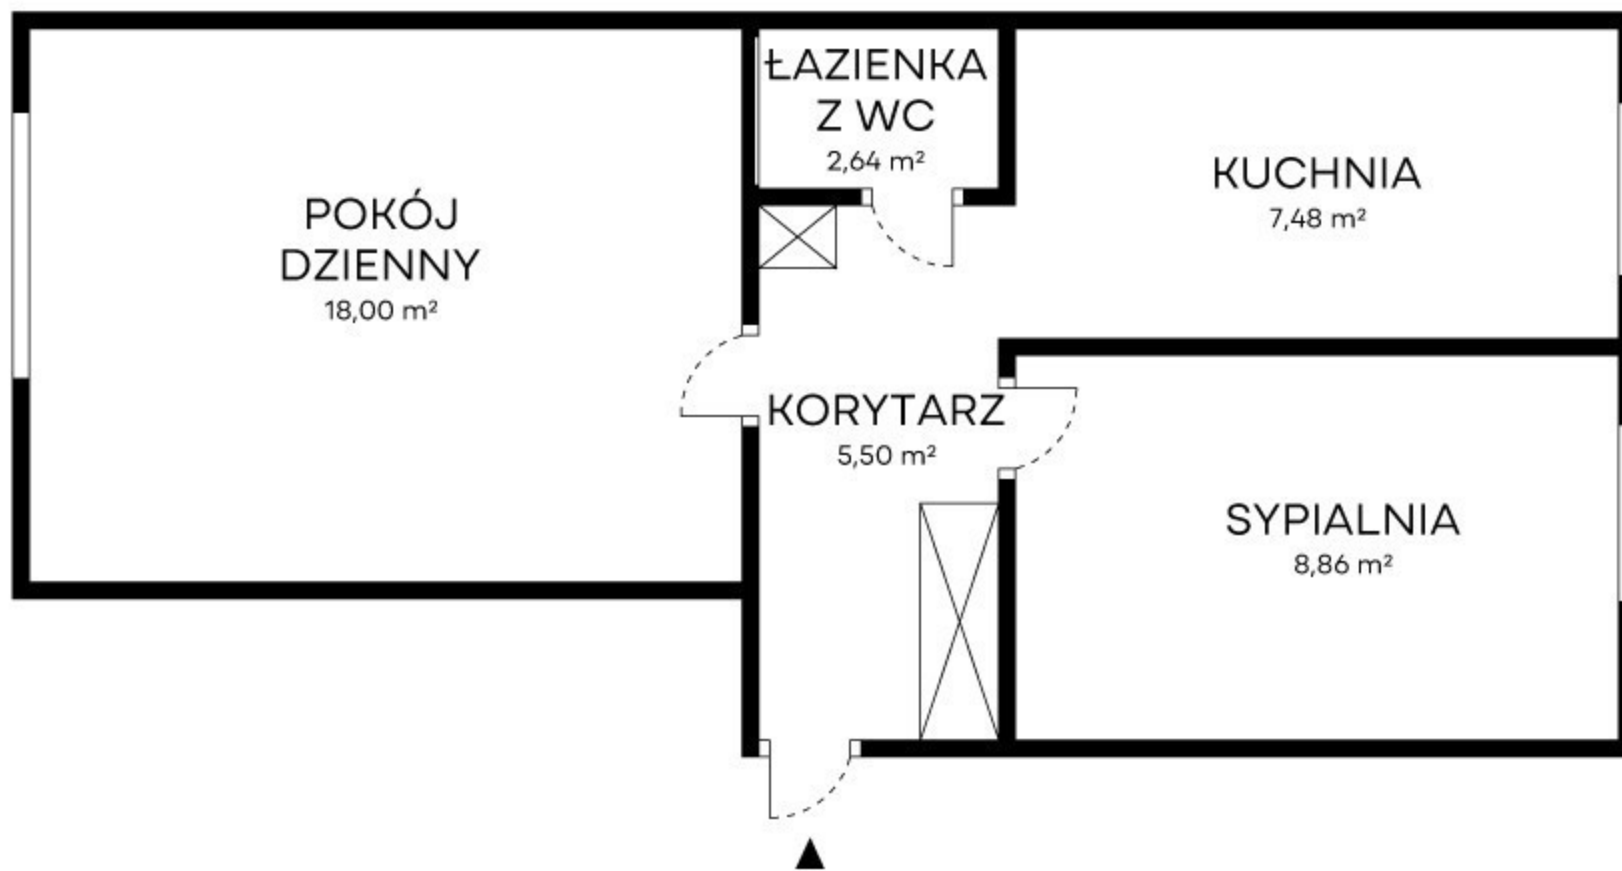 POKÓJ
DZIENNY
18,00 m²
ŁAZIENKA
Z WC
2,64 m²
KUCHNIA
7,48 m²
KORYTARZ
5,50 m²
SYPIALNIA
8,86 m²